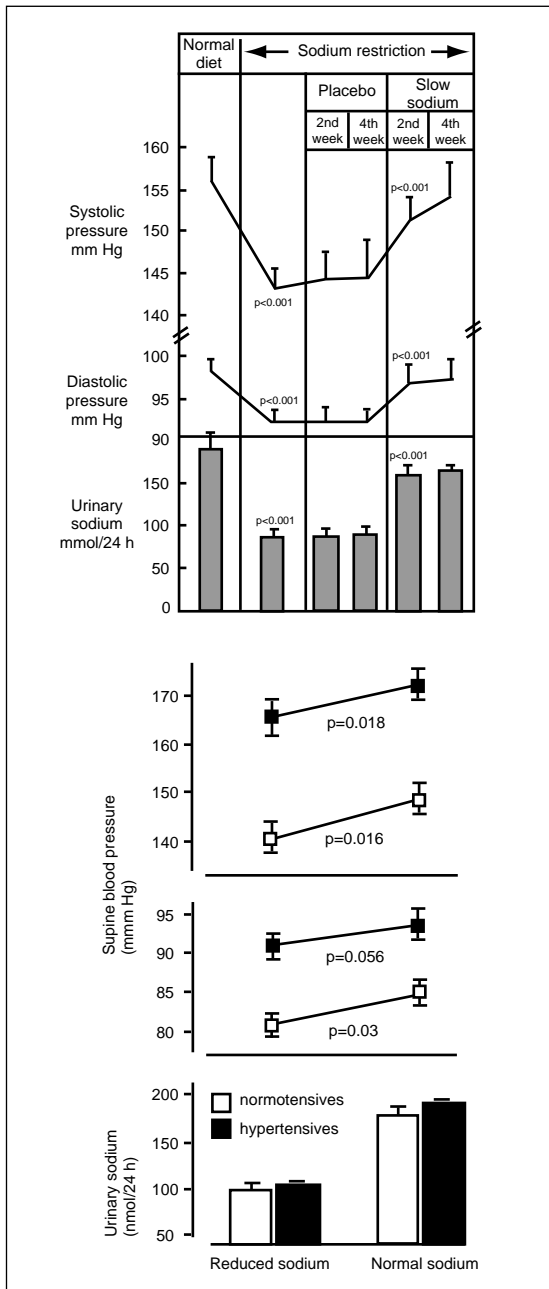 Normal diet
Sodium restriction
Placebo
Slow sodium
2nd week
4th week
2nd week
4th week
160
155
Systolic pressure mm Hg
150
145
140
p<0.001
p<0.001
100
Diastolic pressure mm Hg
95
90
p<0.001
p<0.001
Urinary sodium mmol/24 h
150
100
50
0
p<0.001
p<0.001
Supine blood pressure (mmm Hg)
170
160
150
140
p=0.018
p=0.016
95
90
85
80
p=0.056
p=0.03
Urinary sodium (nmol/24 h)
200
150
100
50
normotensives
hypertensives
Reduced sodium
Normal sodium